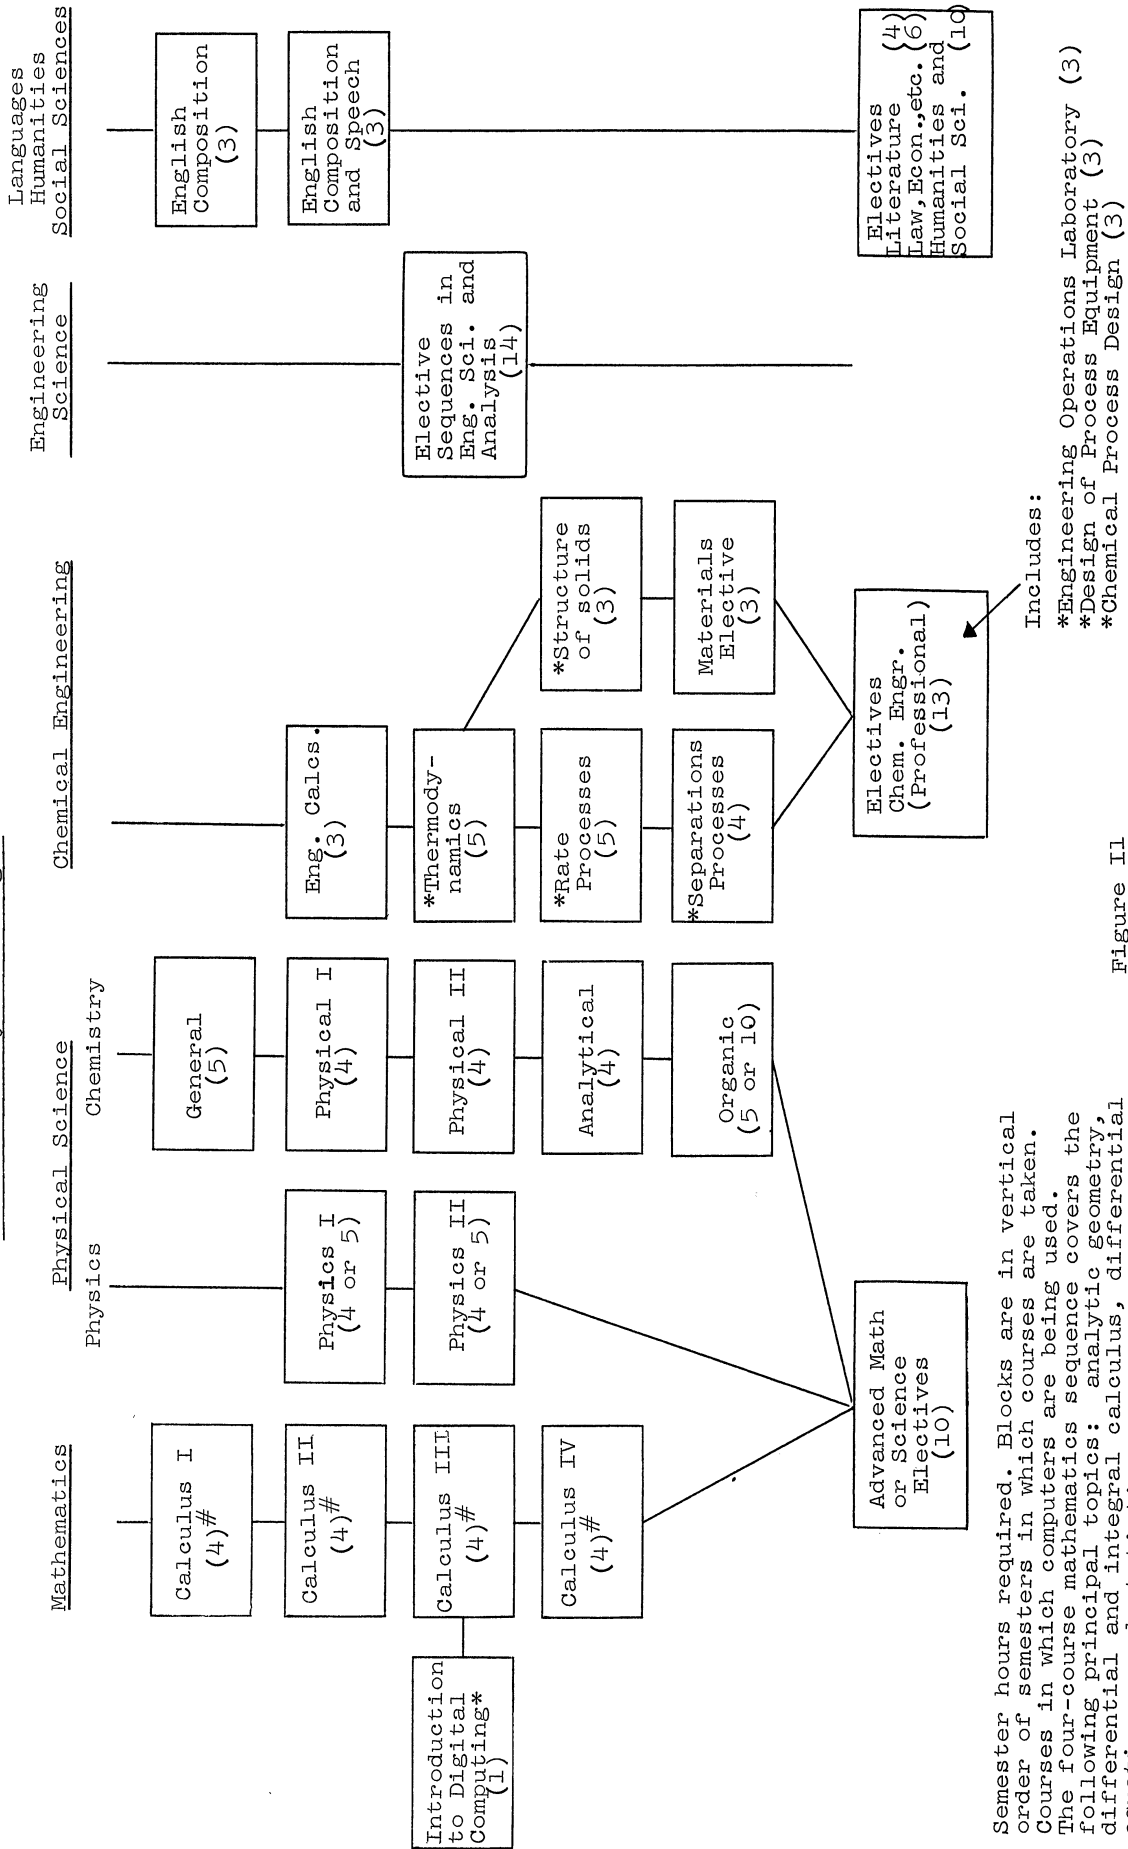 Mathematics
Physical Science
Physics
Chemistry
Chemical Engineering
Engineering
Science
Languages
Humanities
Social Sciences
Calculus I
(4)#
General
(5)
English
Composition
(3)
Calculus II
(4)#
Physics I
(4 or 5)
Physical I
(4)
Eng. Calcs.
(3)
English
Composition
and Speech
(3)
Introduction
to Digital
Computing*
(1)
Calculus III
(4)#
Physics II
(4 or 5)
Physical II
(4)
*Thermody-
namics
(5)
Elective
Sequences in
Eng. Sci. and
Analysis
(14)
Calculus IV
(4)#
Analytical
(4)
*Rate
Processes
(5)
*Structure
of solids
(3)
Organic
(5 or 10)
*Separations
Processes
(4)
Materials
Elective
(3)
Advanced Math
or Science
Electives
(10)
Electives
Chem. Engr.
(Professional)
(13)
Electives
Literature (4)
Law,Econ.,etc. (6)
Humanities and
Social Sci. (10)
Includes:
*Engineering Operations Laboratory (3)
*Design of Process Equipment (3)
*Chemical Process Design (3)
Semester hours required. Blocks are in vertical
order of semesters in which courses are taken.
Courses in which computers are being used.
The four-course mathematics sequence covers the
following principal topics: analytic geometry,
differential and integral calculus, differential
Figure I1